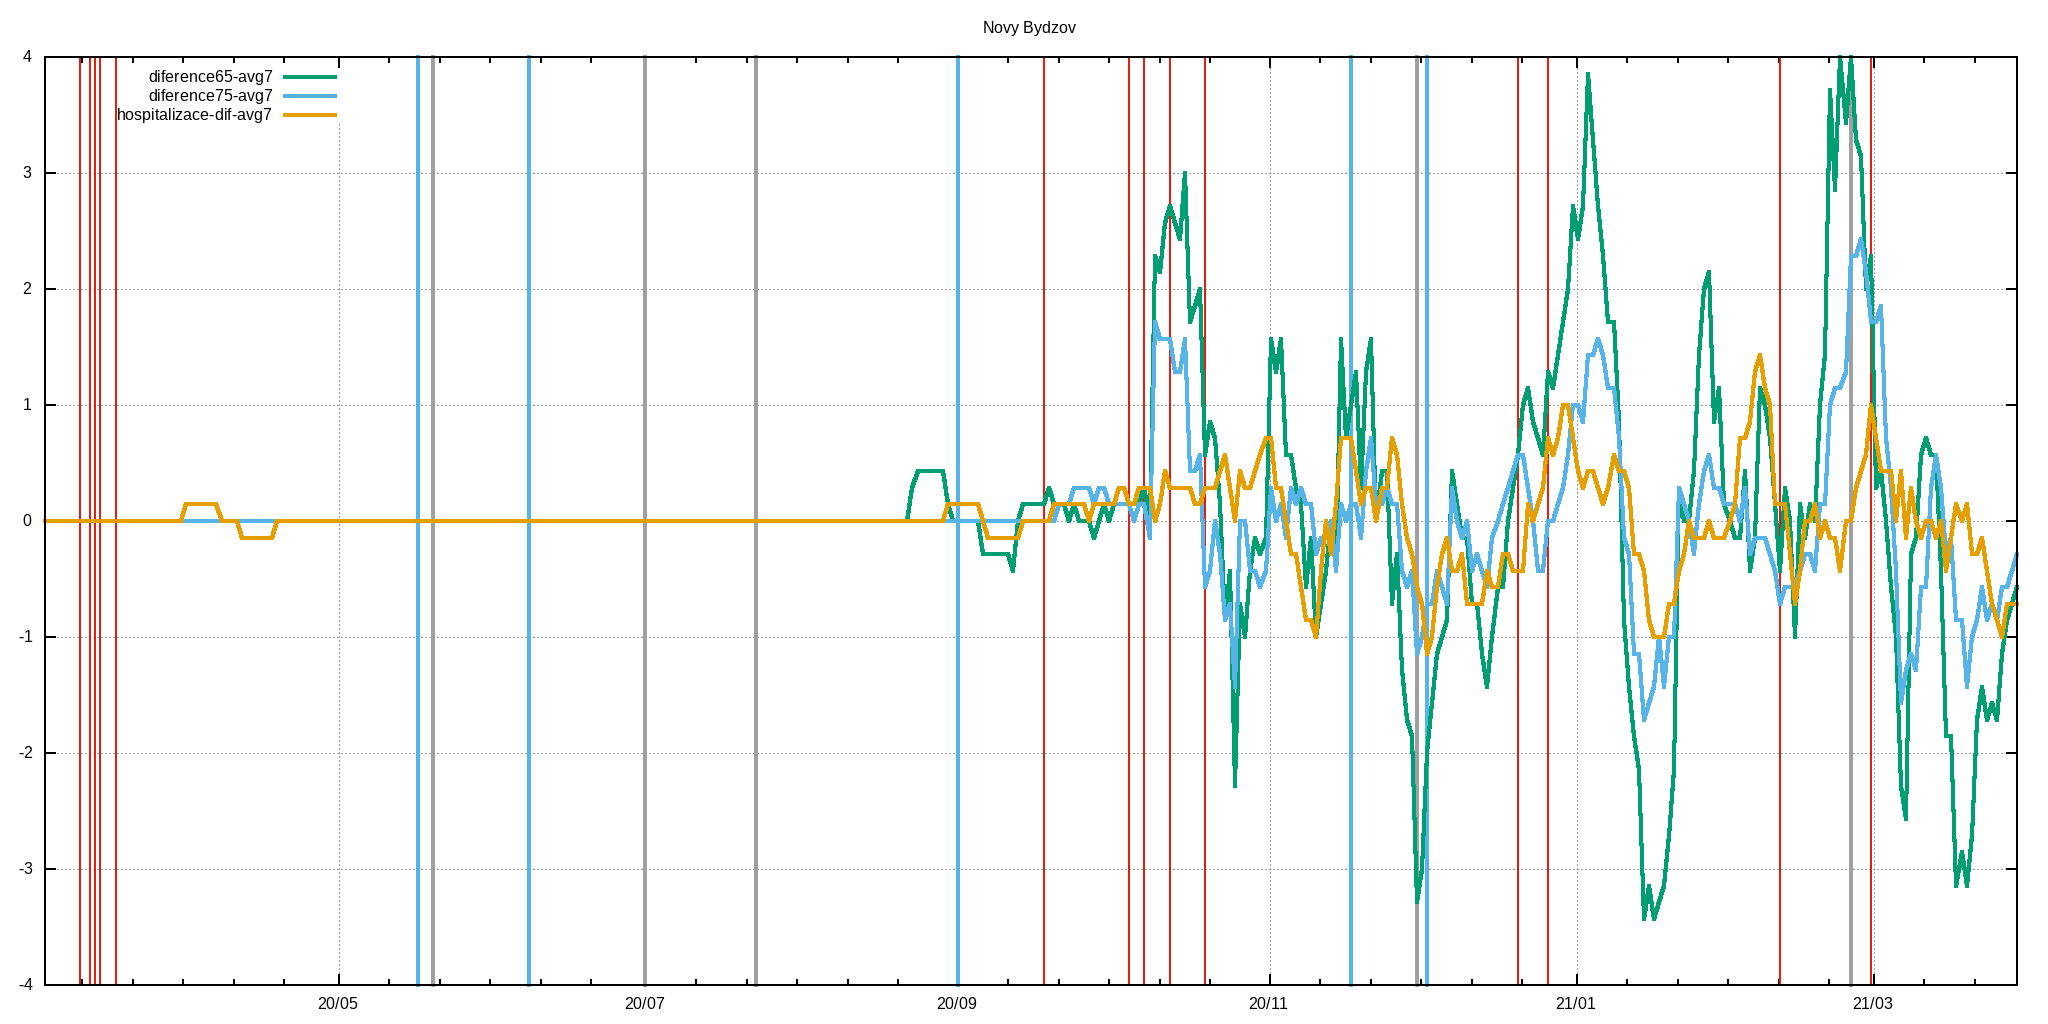 Novy Bydzov
diference65-avg7
diference75-avg7
hospitalizace-dif-avg7
4
3
2
1
0
-1
-2
-3
-4
20/05 20/07 20/09 20/11 21/01 21/03